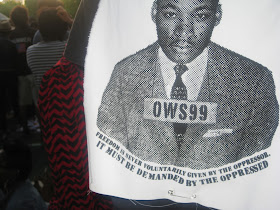 OWS99
FREEDOM IS NEVER VOLUNTARILY GIVEN BY THE OPPRESSOR.
IT MUST BE DEMANDED BY THE OPPRESSED